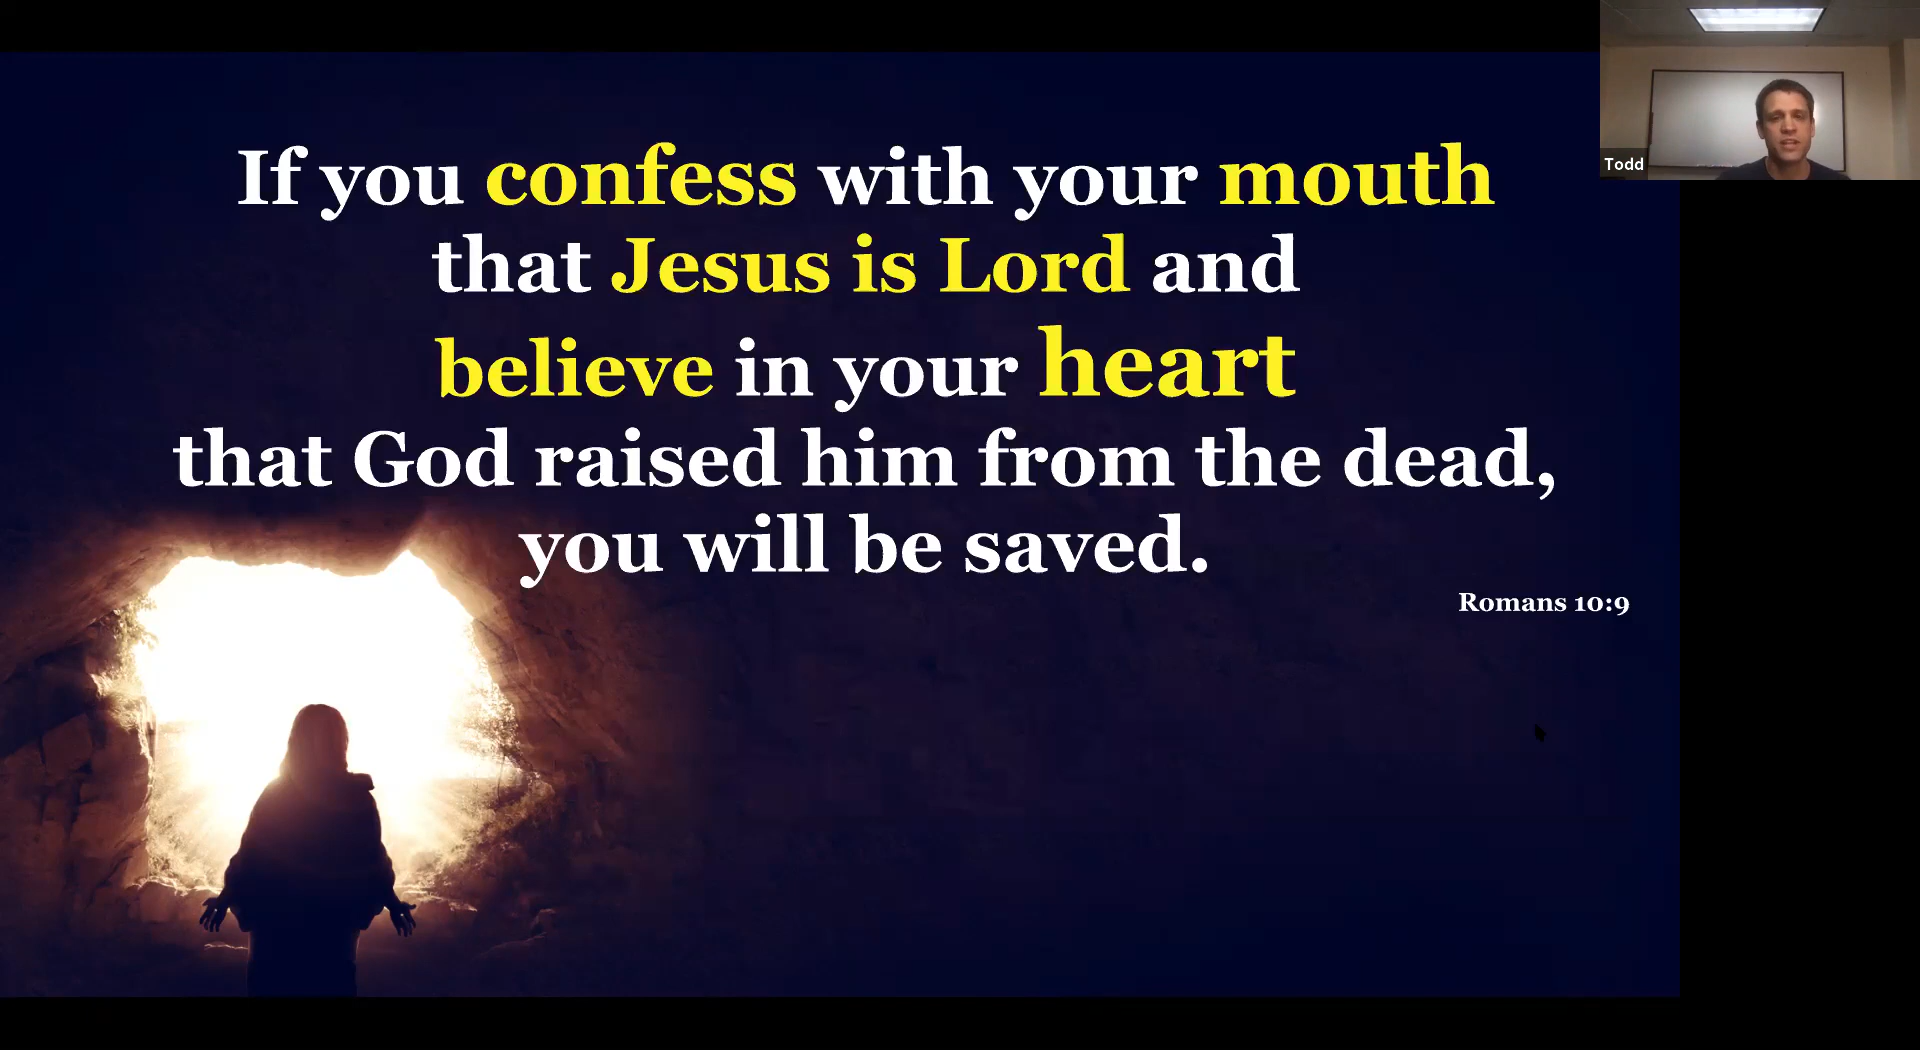 If you confess with your mouth
that Jesus is Lord and
believe in your heart
that God raised him from the dead,
you will be saved.
Romans 10:9
Todd